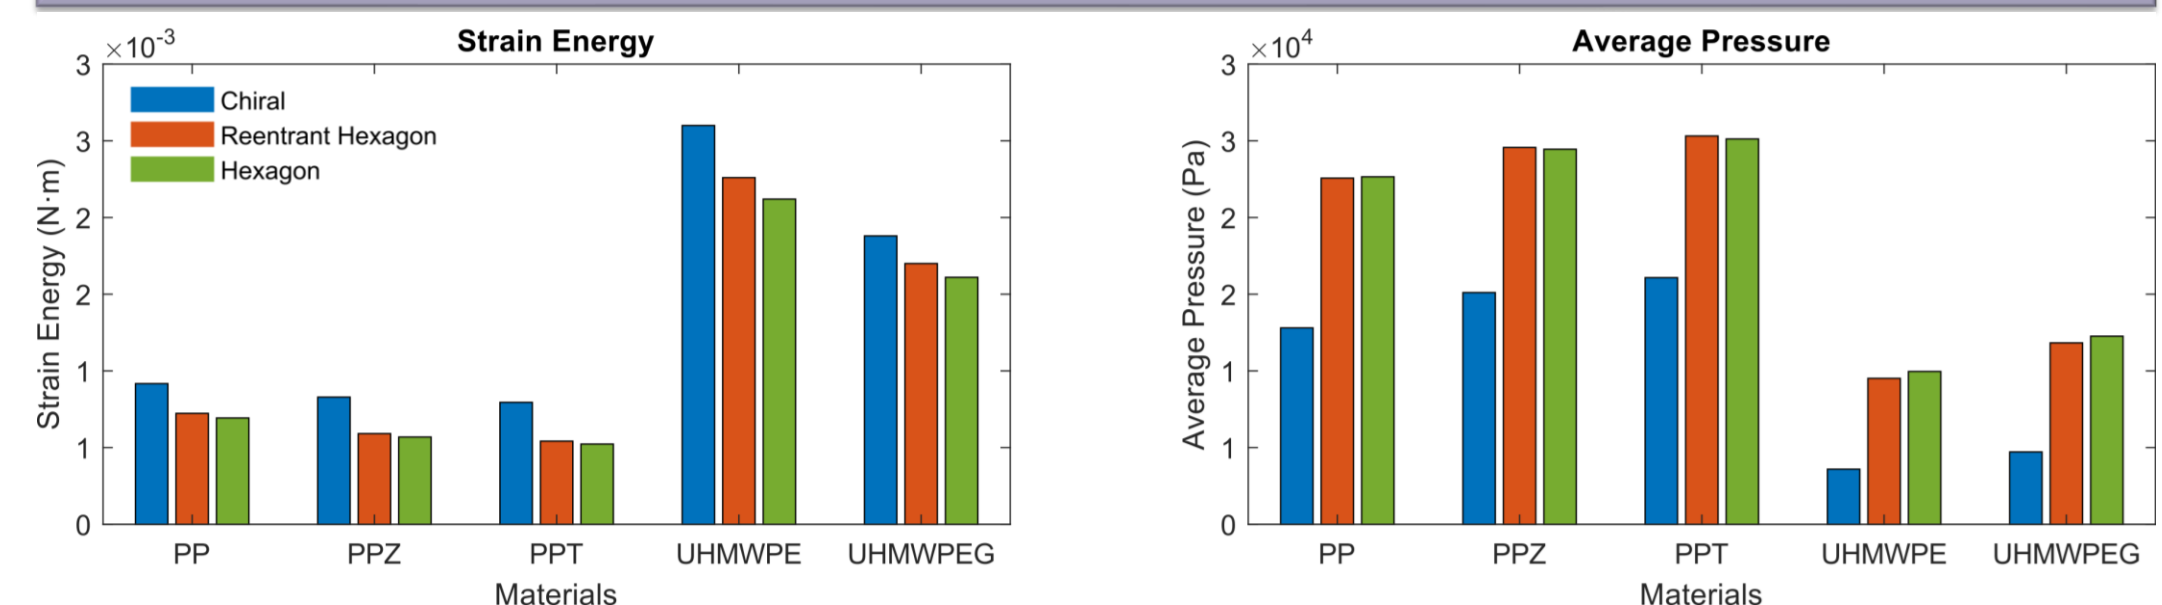 Strain Energy
×10-3
3
3
2
2
1
1
0
Strain Energy (N·m)
Chiral
Reentrant Hexagon
Hexagon
PP PPZ PPT UHMWPE UHMWPEG
Materials
Average Pressure
×104
3
3
2
2
1
1
0
Average Pressure (Pa)
PP PPZ PPT UHMWPE UHMWPEG
Materials